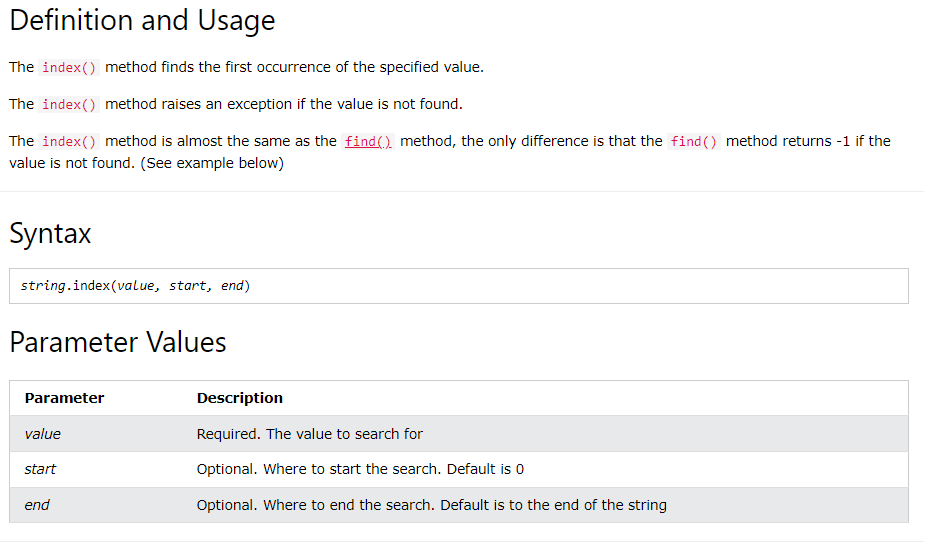 Definition and Usage
The index() method finds the first occurrence of the specified value.
The index() method raises an exception if the value is not found.
The index() method is almost the same as the find() method, the only difference is that the find() method returns -1 if the
value is not found. (See example below)
Syntax
string.index(value, start, end)
Parameter Values
Parameter Description
value Required. The value to search for
start Optional. Where to start the search. Default is 0
end Optional. Where to end the search. Default is to the end of the string